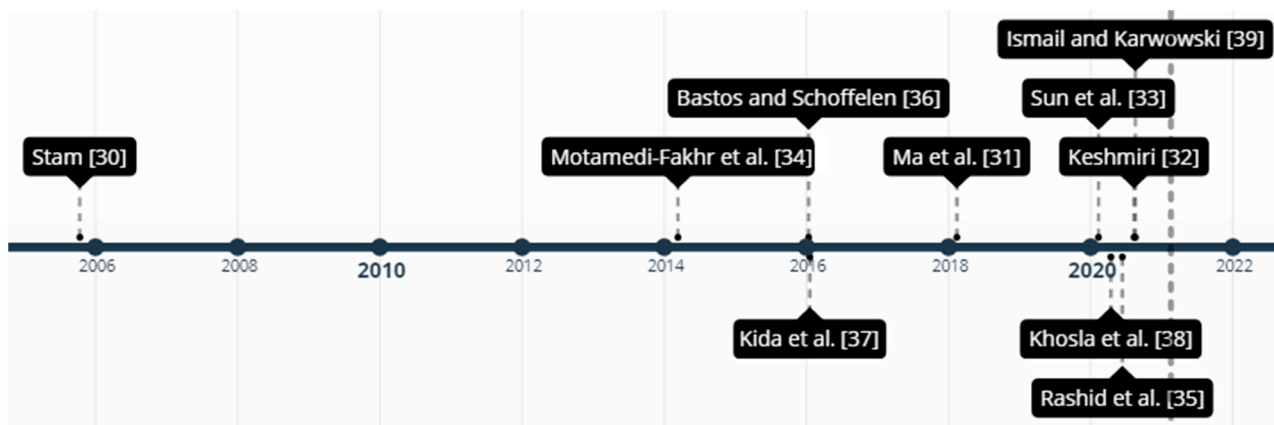 Ismail and Karwowski [39]
Bastos and Schoffelen [36]
Sun et al. [33]
Stam [30]
Motamedi-Fakhr et al. [34]
Ma et al. [31]
Keshmiri [32]
2006
2008
2010
2012
2014
2016
2018
2020
2022
Kida et al. [37]
Khosla et al. [38]
Rashid et al. [35]